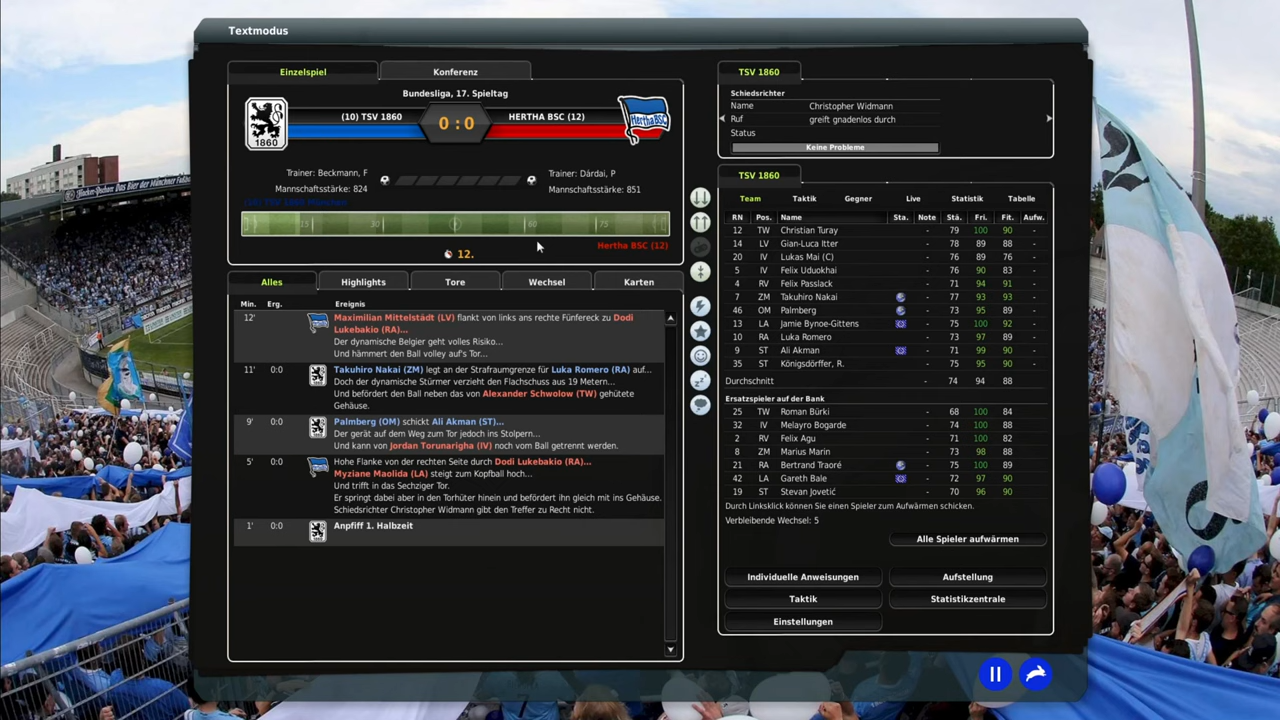 Textmodus
Einzelspiel
Konferenz
Bundesliga, 17. Spieltag
1860
(10) TSV 1860
0 : 0
HERTHA BSC (12)
Hertha BSC
Trainer: Beckmann, F
Mannschaftsstärke: 824
Trainer: Dárdai, P
Mannschaftsstärke: 851
(10) TSV 1860 München
15 30 60 75
Hertha BSC (12)
12.
Alles Highlights Tore Wechsel Karten
Min. Erg. Ereignis
12' Maximilian Mittelstädt (LV) flankt von links ans rechte Fünfereck zu Dodi
Lukebakio (RA)...
Der dynamische Belgier geht volles Risiko...
Und hämmert den Ball volley auf's Tor...
11' 0:0 Takuhiro Nakai (ZM) legt an der Strafraumgrenze für Luka Romero (RA) auf...
Doch der dynamische Stürmer verzieht den Flachschuss aus 19 Metern...
Und befördert den Ball neben das von Alexander Schwolow (TW) gehütete
Gehäuse.
9' 0:0 Palmberg (OM) schickt Ali Akman (ST)...
Der gerät auf dem Weg zum Tor jedoch ins Stolpern...
Und kann von Jordan Torunarigha (IV) noch vom Ball getrennt werden.
5' 0:0 Hohe Flanke von der rechten Seite durch Dodi Lukebakio (RA)...
Myziane Maolida (LA) steigt zum Kopfball hoch...
Und trifft in das Sechziger Tor.
Er springt dabei aber in den Torhüter hinein und befördert ihn gleich mit ins Gehäuse.
Schiedsrichter Christopher Widmann gibt den Treffer zu Recht nicht.
1' 0:0 Anpfiff 1. Halbzeit
TSV 1860
Schiedsrichter
Name Christopher Widmann
Ruf greift gnadenlos durch
Status
Keine Probleme
TSV 1860
Team Taktik Gegner Live Statistik Tabelle
RN Pos. Name Sta. Note Stä. Fri. Fit. Aufw.
12 TW Christian Turay - 79 100 90 -
14 LV Gian-Luca Itter - 78 89 88 -
20 IV Lukas Mai (C) - 76 89 76 -
5 IV Felix Uduokhai - 76 90 83 -
4 RV Felix Passlack - 71 94 91 -
7 ZM Takuhiro Nakai - 77 93 93 -
46 OM Palmberg - 73 95 89 -
13 LA Jamie Bynoe-Gittens - 75 100 92 -
10 RA Luka Romero - 73 97 89 -
9 ST Ali Akman - 71 99 90 -
35 ST Königsdörffer, R. - 75 95 90 -
Durchschnitt - 74 94 88
Ersatzspieler auf der Bank
25 TW Roman Bürki - 68 100 84 -
32 IV Melayro Bogarde - 74 100 88 -
2 RV Felix Agu - 71 100 82 -
8 ZM Marius Marin - 73 98 88 -
21 RA Bertrand Traoré - 75 100 89 -
42 LA Gareth Bale - 72 97 90 -
19 ST Stevan Jovetić - 70 96 90 -
Durch Linksklick können Sie einen Spieler zum Aufwärmen schicken.
Verbleibende Wechsel: 5
Alle Spieler aufwärmen
Individuelle Anweisungen
Aufstellung
Taktik
Statistikzentrale
Einstellungen